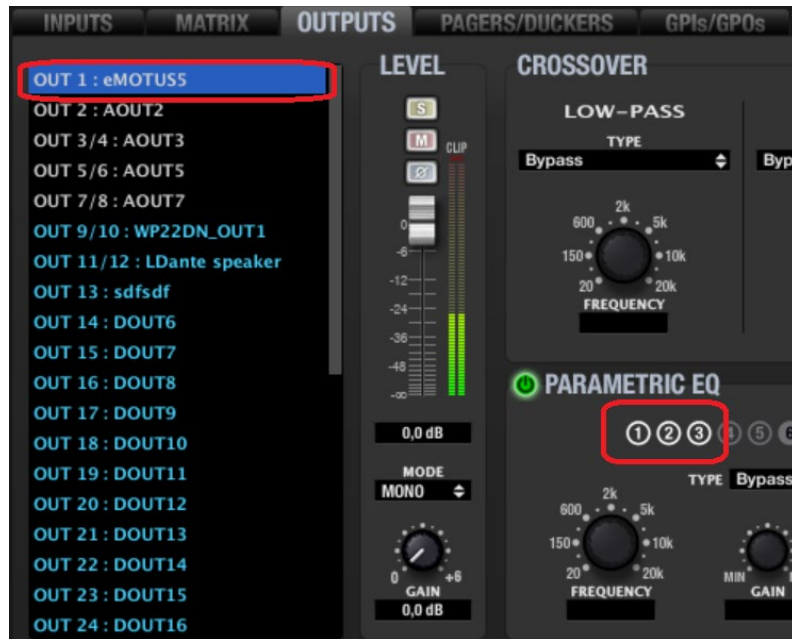 INPUTS MATRIX OUTPUTS PAGERS/DUCKERS GPIs/GPOs
OUT 1 : eMOTUS5
OUT 2 : AOUT2
OUT 3/4 : AOUT3
OUT 5/6 : AOUT5
OUT 7/8 : AOUT7
OUT 9/10 : WP22DN_OUT1
OUT 11/12 : LDante speaker
OUT 13 : sdfsdf
OUT 14 : DOUT6
OUT 15 : DOUT7
OUT 16 : DOUT8
OUT 17 : DOUT9
OUT 18 : DOUT10
OUT 19 : DOUT11
OUT 20 : DOUT12
OUT 21 : DOUT13
OUT 22 : DOUT14
OUT 23 : DOUT15
OUT 24 : DOUT16
LEVEL
S
M
CLIP
Ø
0
-6
-12
-24
-36
-48
-∞
0,0 dB
MODE
MONO
0 +6
GAIN
0,0 dB
CROSSOVER
LOW-PASS
TYPE
Bypass Byp
2k
600 5k
150 10k
20 20k
FREQUENCY
PARAMETRIC EQ
1 2 3 4 5 6
TYPE Bypass
2k
600 5k
150 10k
20 20k MIN
FREQUENCY GAIN